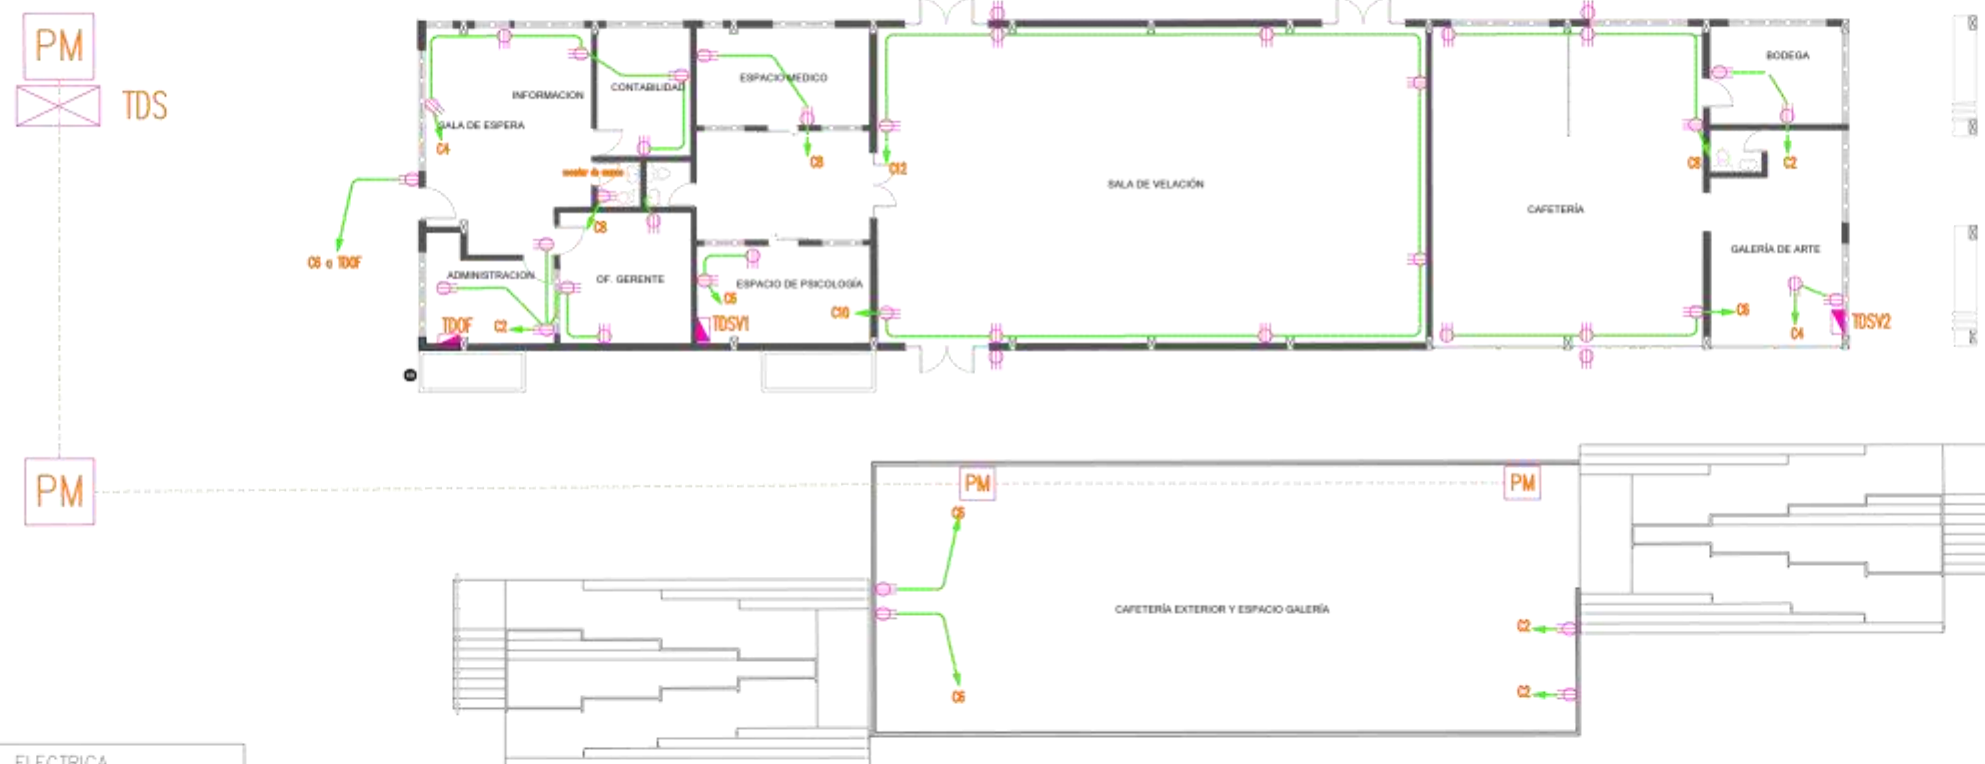 PM
TDS
BODEGA
ESPACIO MEDICO
CONTABILIDAD
INFORMACION
SALA DE ESPERA
C4
C8
C12
C8
C2
SALA DE VELACIÓN
CAFETERÍA
C8
C6 a TDOF
GALERÍA DE ARTE
ADMINISTRACION
OF. GERENTE
ESPACIO DE PSICOLOGÍA
C6
C10
C6
TDOF
C2
TDSV1
TDSV2
C4
PM
PM
PM
C6
CAFETERÍA EXTERIOR Y ESPACIO GALERÍA
C2
C2
C6
ELECTRICA